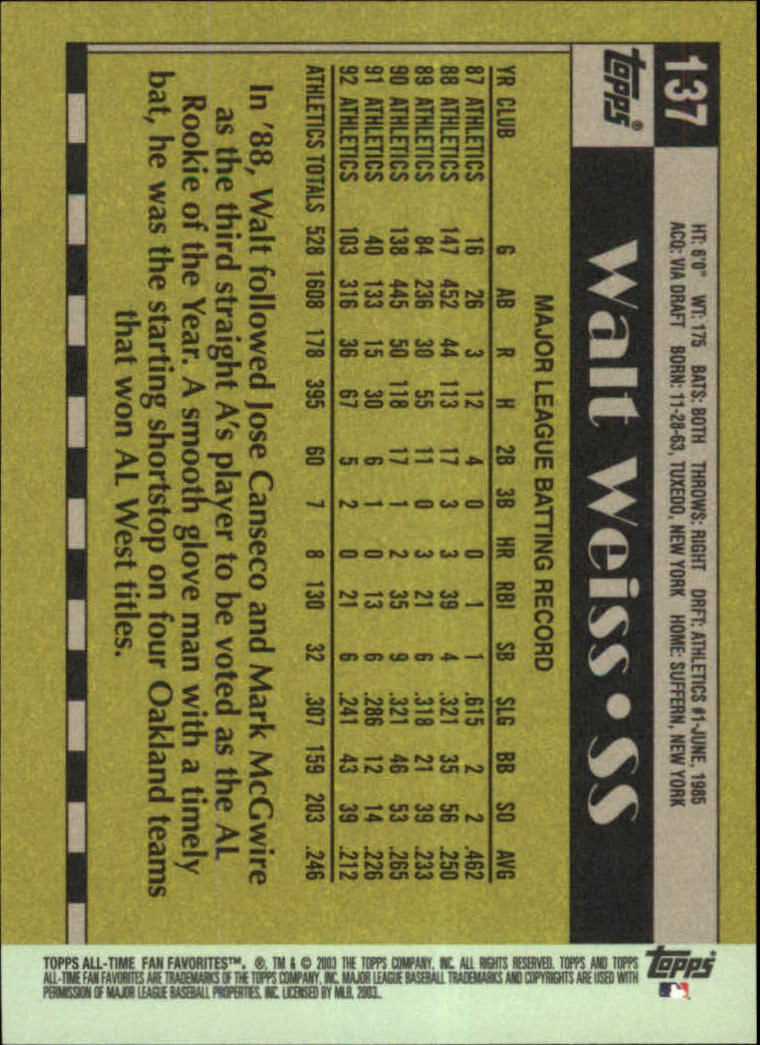 137
HT: 6'0" WT: 175 BATS: BOTH THROWS: RIGHT DRFT: ATHLETICS #1-JUNE, 1985
ACQ: VIA DRAFT BORN: 11-28-63, TUXEDO, NEW YORK HOME: SUFFERN, NEW YORK
topps®
Walt Weiss • SS
MAJOR LEAGUE BATTING RECORD
YR CLUB G AB R H 2B 3B HR RBI SB SLG BB SO AVG
87 ATHLETICS 16 26 3 12 4 0 0 1 1 .615 2 2 .462
88 ATHLETICS 147 452 44 113 17 3 3 39 4 .321 35 56 .250
89 ATHLETICS 84 236 30 55 11 0 3 21 6 .318 21 39 .233
90 ATHLETICS 138 445 50 118 17 1 2 35 9 .321 46 53 .265
91 ATHLETICS 40 133 15 30 6 1 0 13 6 .286 12 14 .226
92 ATHLETICS 103 316 36 67 5 2 0 21 6 .241 43 39 .212
ATHLETICS TOTALS 528 1608 178 395 60 7 8 130 32 .307 159 203 .246
In '88, Walt followed Jose Canseco and Mark McGwire
as the third straight A's player to be voted as the AL
Rookie of the Year. A smooth glove man with a timely
bat, he was the starting shortstop on four Oakland teams
that won AL West titles.
TOPPS ALL-TIME FAN FAVORITES™. ®, TM & © 2003 THE TOPPS COMPANY, INC. ALL RIGHTS RESERVED. TOPPS AND TOPPS
ALL-TIME FAN FAVORITES ARE TRADEMARKS OF THE TOPPS COMPANY, INC. MAJOR LEAGUE BASEBALL TRADEMARKS AND COPYRIGHTS ARE USED WITH
PERMISSION OF MAJOR LEAGUE BASEBALL PROPERTIES, INC. LICENSED BY MLB, 2003.
topps®